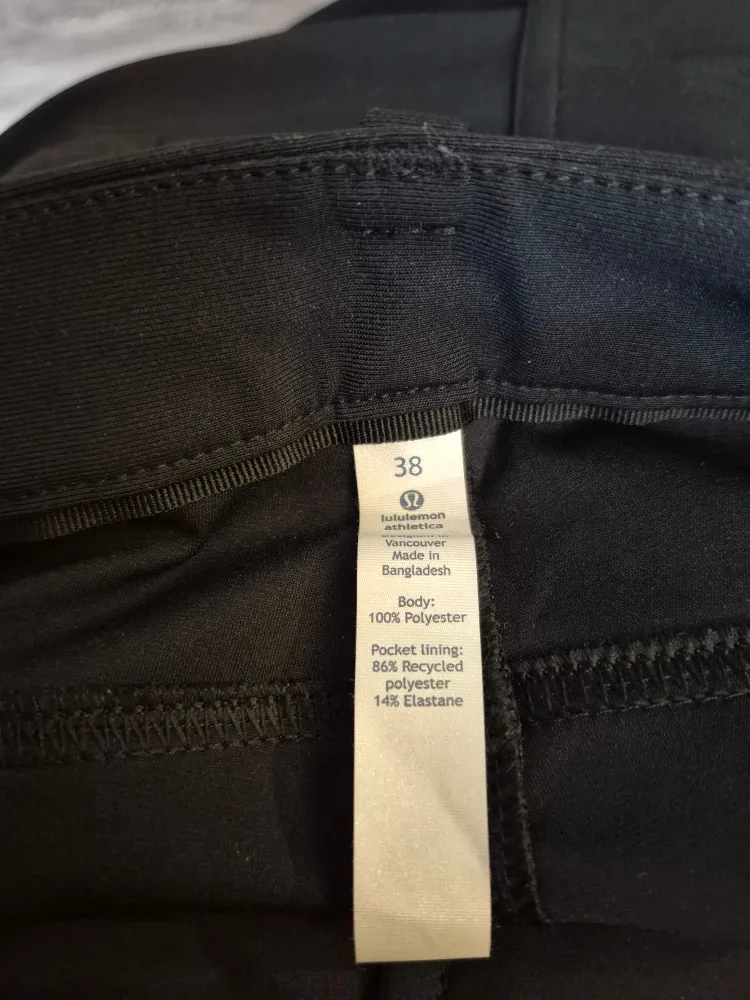 38
lululemon
athletica
Vancouver
Made in
Bangladesh
Body:
100% Polyester
Pocket lining:
86% Recycled
polyester
14% Elastane